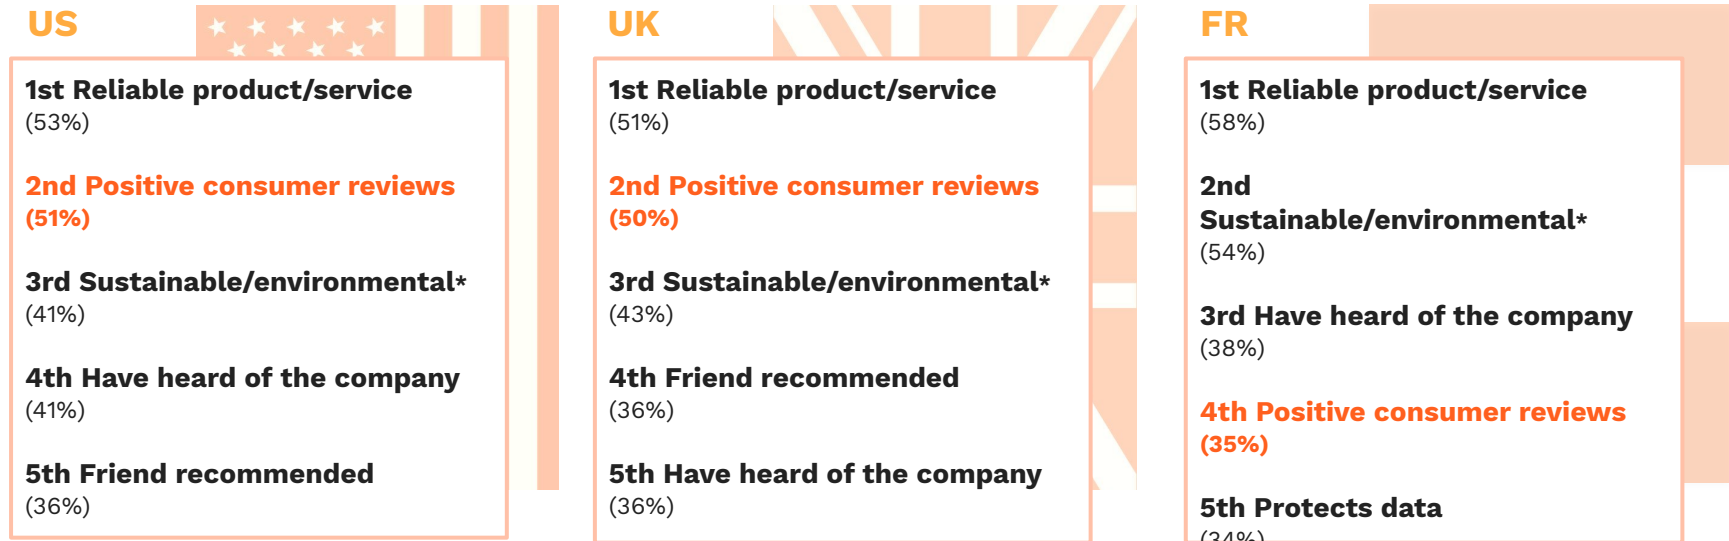 US
1st Reliable product/service
(53%)
2nd Positive consumer reviews
(51%)
3rd Sustainable/environmental*
(41%)
4th Have heard of the company
(41%)
5th Friend recommended
(36%)
UK
1st Reliable product/service
(51%)
2nd Positive consumer reviews
(50%)
3rd Sustainable/environmental*
(43%)
4th Friend recommended
(36%)
5th Have heard of the company
(36%)
FR
1st Reliable product/service
(58%)
2nd
Sustainable/environmental*
(54%)
3rd Have heard of the company
(38%)
4th Positive consumer reviews
(35%)
5th Protects data
(34%)